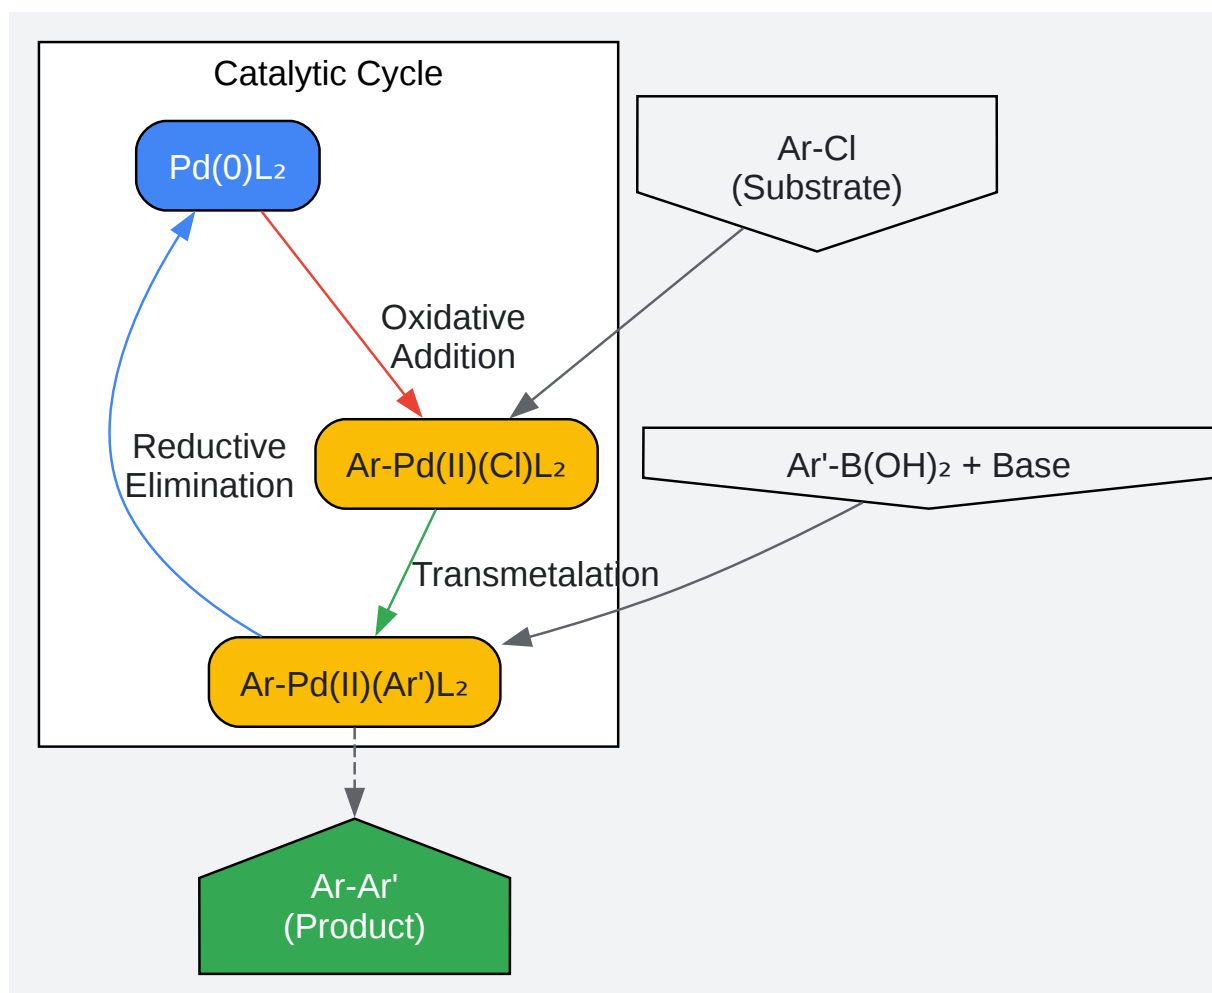 Catalytic Cycle
Pd(0)L₂
Ar-Cl
(Substrate)
Oxidative
Addition
Reductive
Elimination
Ar-Pd(II)(Cl)L₂
Ar'-B(OH)₂ + Base
Transmetalation
Ar-Pd(II)(Ar')L₂
Ar-Ar'
(Product)